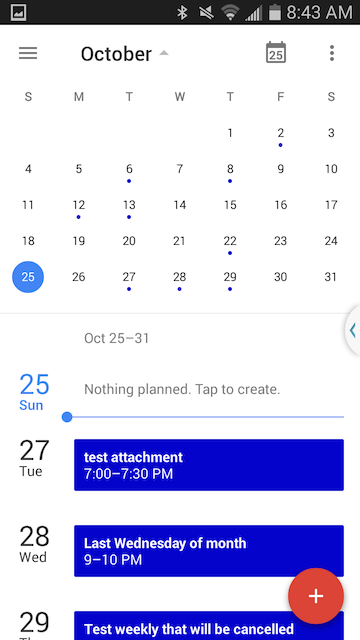 8:43 AM
October
25
S M T W T F S
1 2 3
4 5 6 7 8 9 10
11 12 13 14 15 16 17
18 19 20 21 22 23 24
25 26 27 28 29 30 31
Oct 25–31
25
Sun
Nothing planned. Tap to create.
27
Tue
test attachment
7:00–7:30 PM
28
Wed
Last Wednesday of month
9–10 PM
29
Thu
Test weekly that will be cancelled